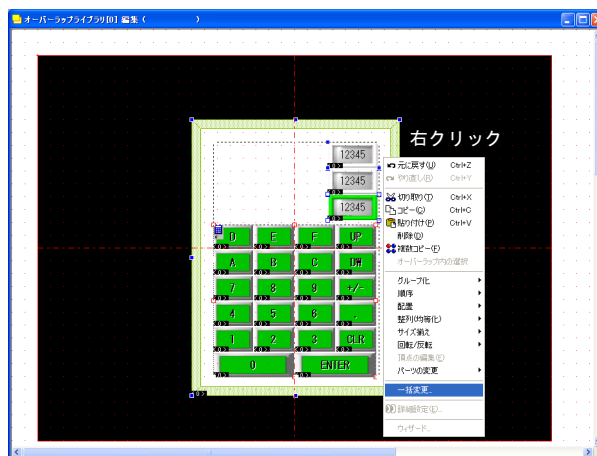 オーバーラップライブラリ[0] 編集 ( )
右クリック
12345
12345
12345
元に戻す(U) Ctrl+Z
やり直し(R) Ctrl+Y
切り取り(T) Ctrl+X
コピー(C) Ctrl+C
貼り付け(P) Ctrl+V
削除(D)
複数コピー(F)
オーバーラップ内の選択
グループ化
順序
配置
整列(均等化)
サイズ揃え
回転/反転
頂点の編集(E)
パーツの変更
一括変更...
詳細設定(E)...
ウィザード...
D E F UP
A B C DW
7 8 9 +/-
4 5 6 .
1 2 3 CLR
0 ENTER